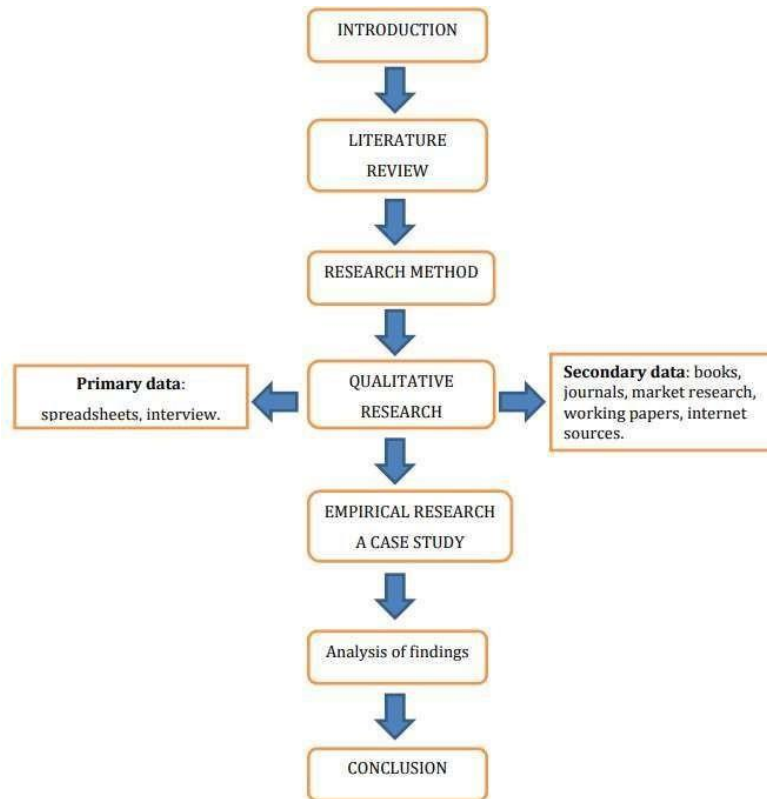 INTRODUCTION
LITERATURE
REVIEW
RESEARCH METHOD
Primary data:
spreadsheets, interview.
QUALITATIVE
RESEARCH
Secondary data: books,
journals, market research,
working papers, internet
sources.
EMPIRICAL RESEARCH
A CASE STUDY
Analysis of findings
CONCLUSION